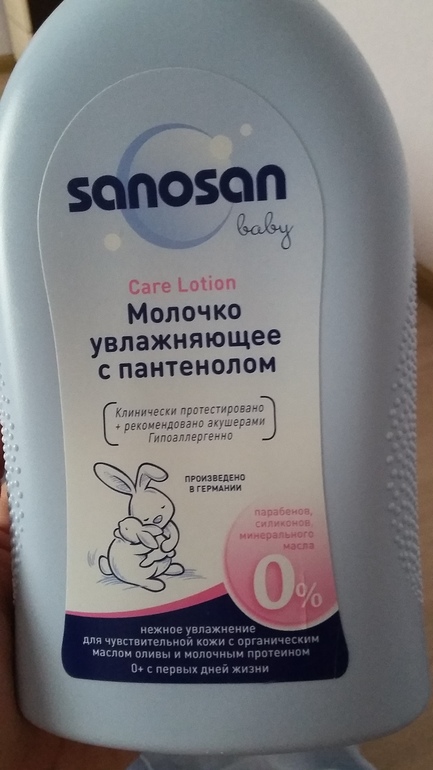 sanosan
baby
Care Lotion
Молочко
увлажняющее
с пантенолом
Клинически протестировано
+ рекомендовано акушерами
Гипоаллергенно
ПРОИЗВЕДЕНО
В ГЕРМАНИИ
парабенов,
силиконов,
минерального
масла
0%
нежное увлажнение
для чувствительной кожи с органическим
маслом оливы и молочным протеином
0+ с первых дней жизни